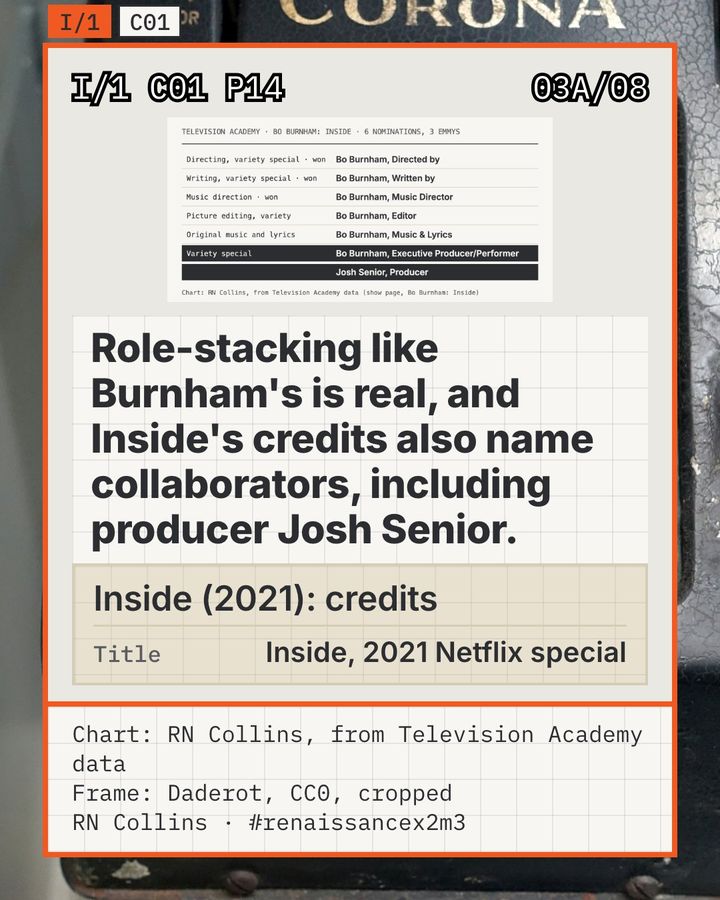 CORONA
OR
I/1
C01
I/1 C01 P14
03A/08
TELEVISION ACADEMY · BO BURNHAM: INSIDE · 6 NOMINATIONS, 3 EMMYS
Directing, variety special · won Bo Burnham, Directed by
Writing, variety special · won Bo Burnham, Written by
Music direction · won Bo Burnham, Music Director
Picture editing, variety Bo Burnham, Editor
Original music and lyrics Bo Burnham, Music & Lyrics
Variety special Bo Burnham, Executive Producer/Performer
Josh Senior, Producer
Chart: RN Collins, from Television Academy data (show page, Bo Burnham: Inside)
Role-stacking like
Burnham's is real, and
Inside's credits also name
collaborators, including
producer Josh Senior.
Inside (2021): credits
Title Inside, 2021 Netflix special
Chart: RN Collins, from Television Academy
data
Frame: Daderot, CC0, cropped
RN Collins · #renaissancex2m3